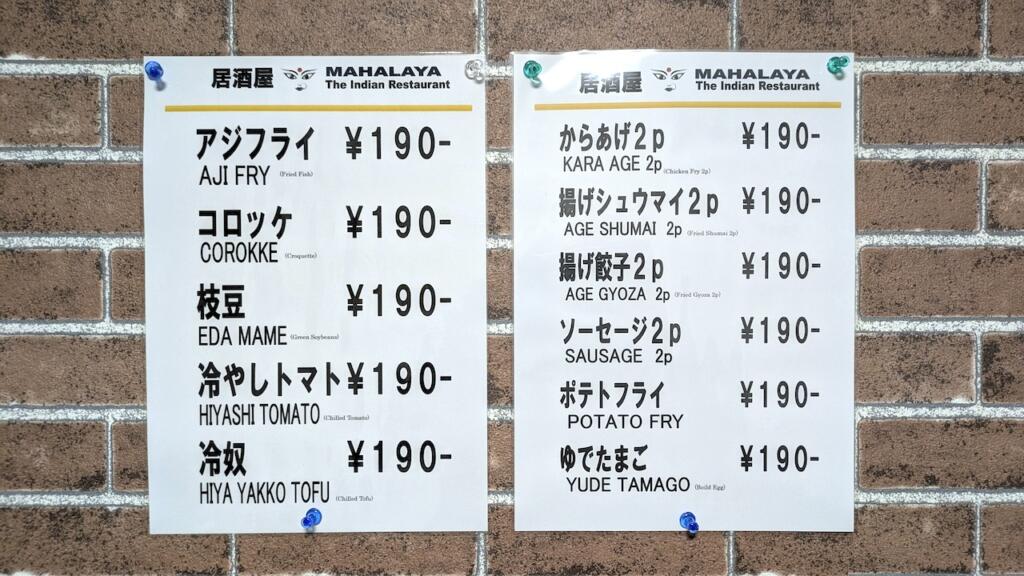 居酒屋 MAHALAYA
The Indian Restaurant
アジフライ ¥190-
AJI FRY (Fried Fish)
コロッケ ¥190-
COROKKE (Croquette)
枝豆 ¥190-
EDA MAME (Green Soybeans)
冷やしトマト ¥190-
HIYASHI TOMATO (Chilled Tomato)
冷奴 ¥190-
HIYA YAKKO TOFU (Chilled Tofu)
居酒屋 MAHALAYA
The Indian Restaurant
からあげ2p ¥190-
KARA AGE 2p (Chicken Fry 2p)
揚げシュウマイ2p ¥190-
AGE SHUMAI 2p (Fried Shumai 2p)
揚げ餃子2p ¥190-
AGE GYOZA 2p (Fried Gyoza 2p)
ソーセージ2p ¥190-
SAUSAGE 2p
ポテトフライ ¥190-
POTATO FRY
ゆでたまご ¥190-
YUDE TAMAGO (Boild Egg)